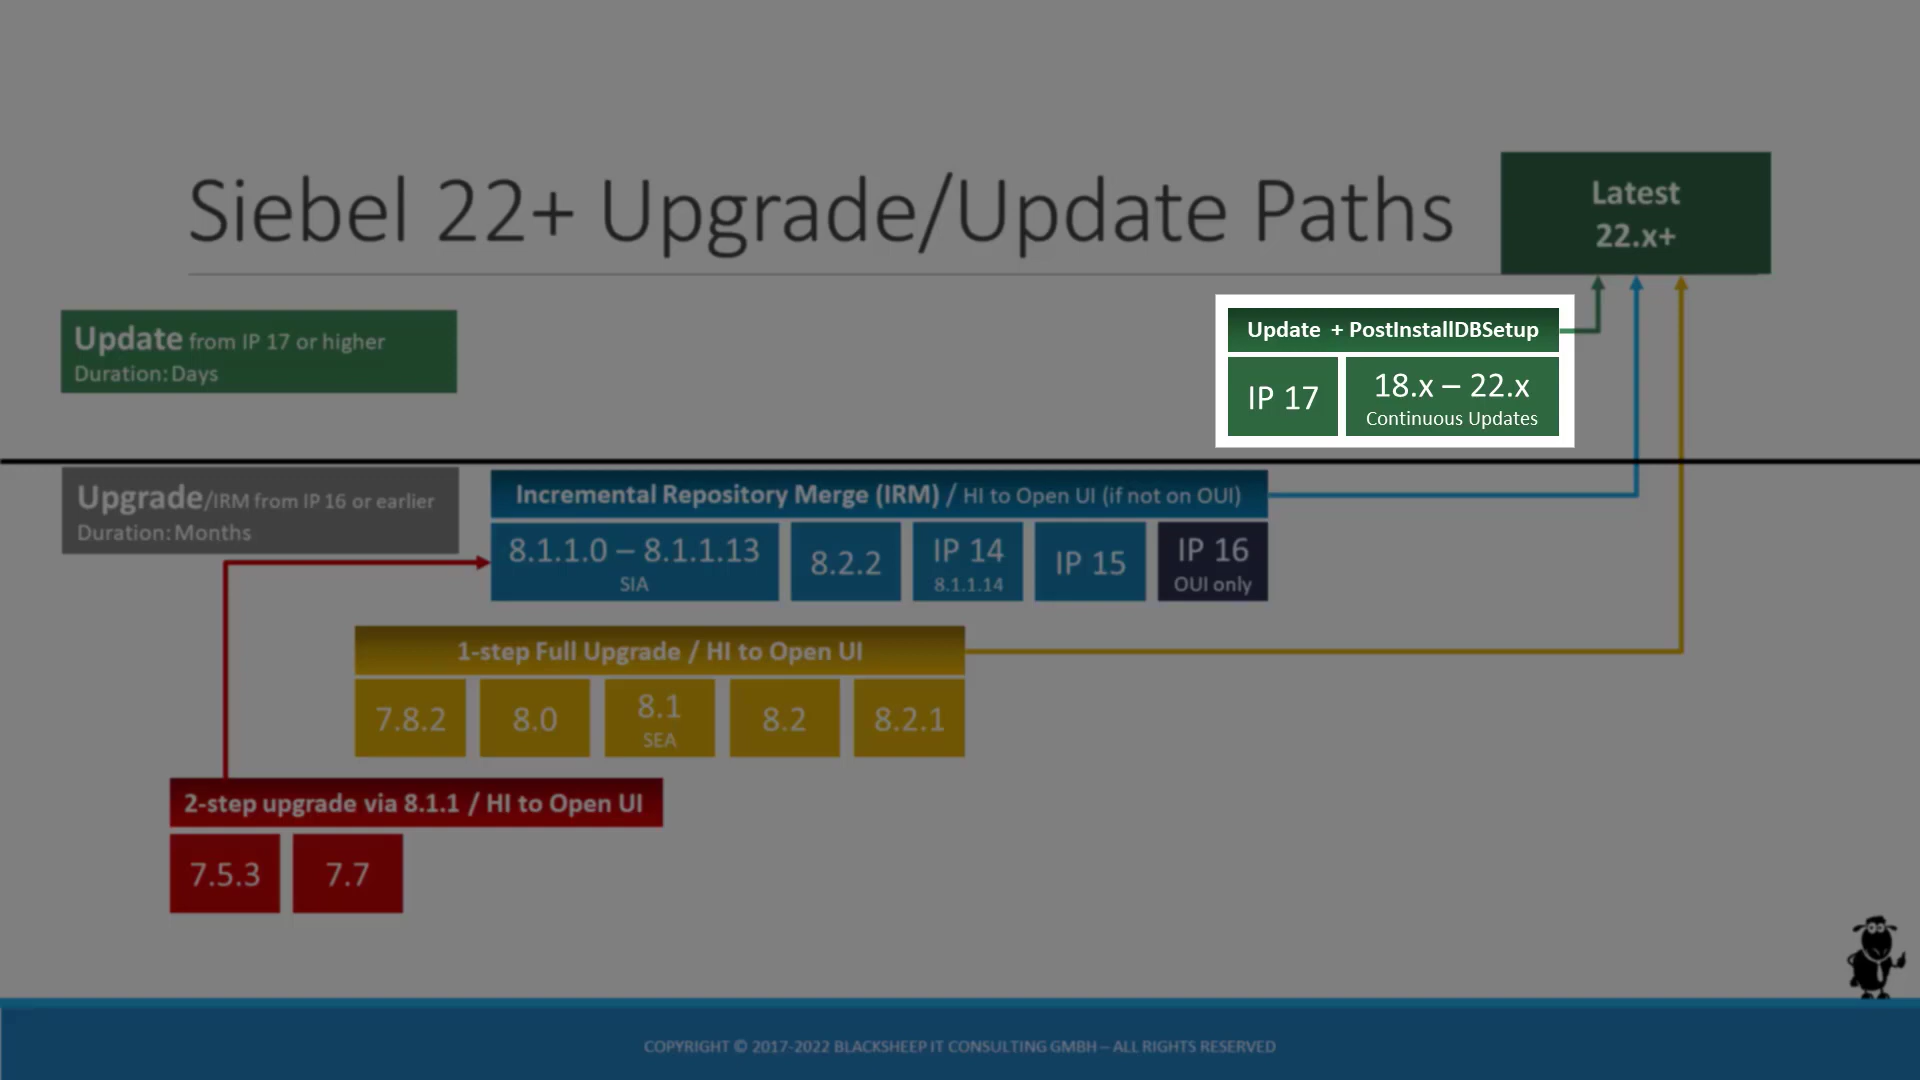 Siebel 22+ Upgrade/Update Paths
Latest
22.x+
Update from IP 17 or higher
Duration: Days
Update + PostInstallDBSetup
IP 17
18.x – 22.x
Continuous Updates
Upgrade/IRM from IP 16 or earlier
Duration: Months
Incremental Repository Merge (IRM) / HI to Open UI (if not on OUI)
8.1.1.0 – 8.1.1.13
SIA
8.2.2
IP 14
8.1.1.14
IP 15
IP 16
OUI only
1-step Full Upgrade / HI to Open UI
7.8.2
8.0
8.1
SEA
8.2
8.2.1
2-step upgrade via 8.1.1 / HI to Open UI
7.5.3
7.7
COPYRIGHT © 2017-2022 BLACKSHEEP IT CONSULTING GMBH – ALL RIGHTS RESERVED